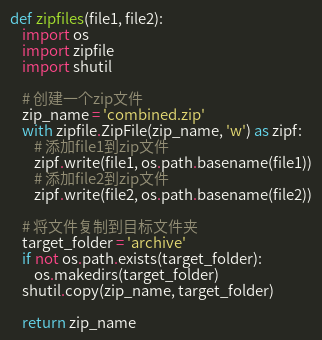 def zipfiles(file1, file2):
    import os
    import zipfile
    import shutil

    # 创建一个zip文件
    zip_name = 'combined.zip'
    with zipfile.ZipFile(zip_name, 'w') as zipf:
        # 添加file1到zip文件
        zipf.write(file1, os.path.basename(file1))
        # 添加file2到zip文件
        zipf.write(file2, os.path.basename(file2))

    # 将文件复制到目标文件夹
    target_folder = 'archive'
    if not os.path.exists(target_folder):
        os.makedirs(target_folder)
    shutil.copy(zip_name, target_folder)

    return zip_name